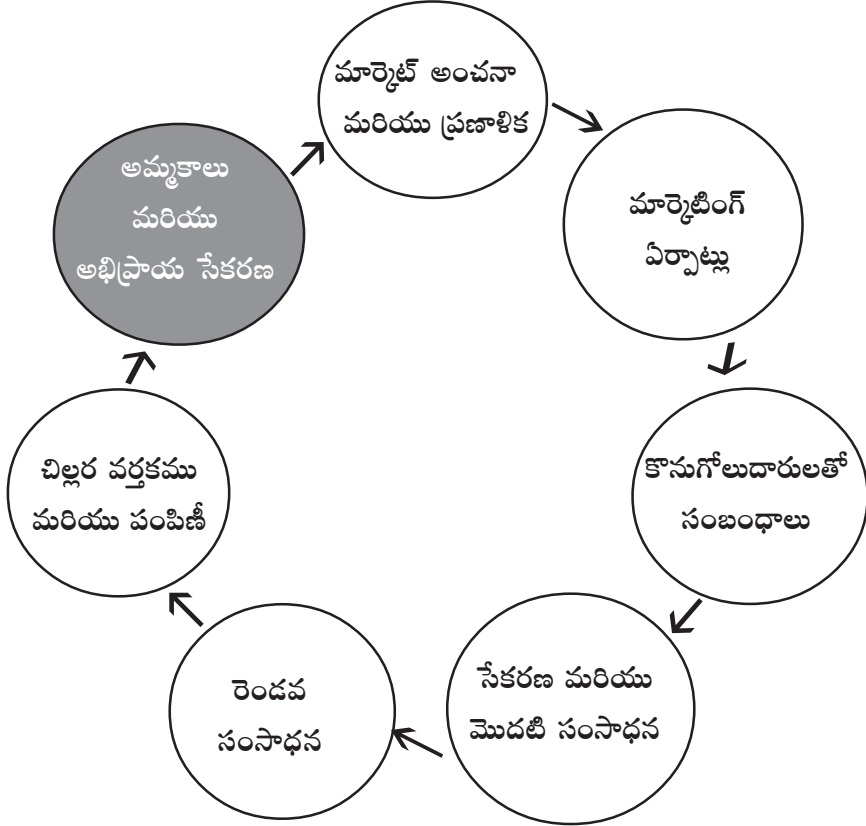 మార్కెట్ అంచనా
మరియు ప్రణాళిక
మార్కెటింగ్
ఏర్పాట్లు
కొనుగోలుదారులతో
సంబంధాలు
సేకరణ మరియు
మొదటి సంసాధన
రెండవ
సంసాధన
చిల్లర వర్తకము
మరియు పంపిణీ
అమ్మకాలు
మరియు
అభిప్రాయ సేకరణ